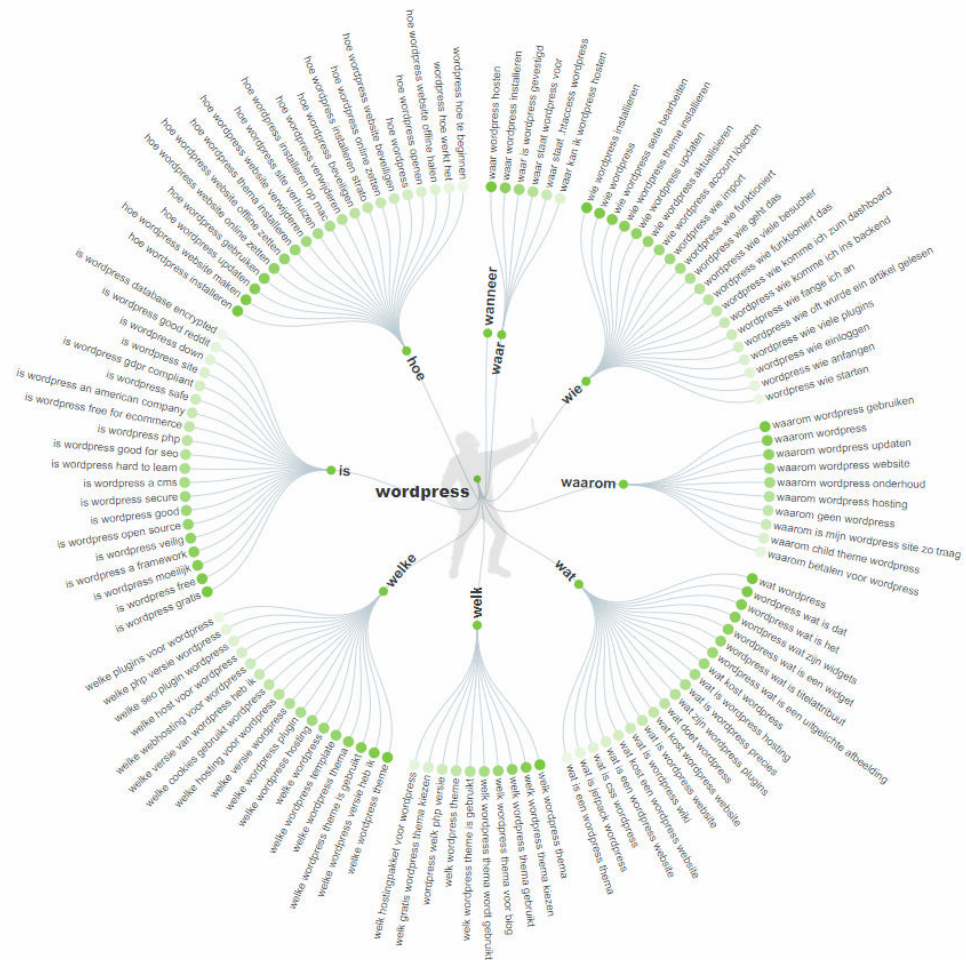 wordpress
wanneer
waar
waar wordpress hosten
waar wordpress installeren
waar is wordpress gevestigd
waar staat wordpress voor
waar staat .htaccess wordpress
waar kan ik wordpress hosten
wie
wie wordpress installieren
wie wordpress
wie wordpress seite bearbeiten
wie wordpress theme installieren
wie wordpress updaten
wie wordpress aktualisieren
wie wordpress account löschen
wordpress wie import
wordpress wie funktioniert
wordpress wie geht das
wordpress wie viele besucher
wordpress wie funktioniert das
wordpress wie komme ich zum dashboard
wordpress wie komme ich ins backend
wordpress wie fange ich an
wordpress wie oft wurde ein artikel gelesen
wordpress wie viele plugins
wordpress wie einloggen
wordpress wie anfangen
wordpress wie starten
waarom
waarom wordpress gebruiken
waarom wordpress
waarom wordpress updaten
waarom wordpress website
waarom wordpress onderhoud
waarom wordpress hosting
waarom geen wordpress
waarom is mijn wordpress site zo traag
waarom child theme wordpress
waarom betalen voor wordpress
wat
wat wordpress
wordpress wat is dat
wordpress wat is het
wordpress wat zijn widgets
wordpress wat is een widget
wordpress wat is titelattribuut
wordpress wat is een uitgelichte afbeelding
wat kost wordpress
wat is wordpress hosting
wat is wordpress precies
wat zijn wordpress plugins
wat doet wordpress
wat kost wordpress website
wat is wordpress website
wat is wordpress wiki
wat kost een wordpress website
wat is een wordpress website
wat is css wordpress
wat is jetpack wordpress
wat is een wordpress thema
welk
welk wordpress thema
welk wordpress thema kiezen
welk wordpress thema gebruikt
welk wordpress thema voor blog
welk wordpress thema wordt gebruikt
welk wordpress theme is gebruikt
welk wordpress theme
wordpress welk php versie
welk gratis wordpress thema kiezen
welk hostingpakket voor wordpress
welke
welke wordpress theme
welke wordpress versie heb ik
welke wordpress theme is gebruikt
welke wordpress thema
welke wordpress template
welke wordpress
welke wordpress hosting
welke wordpress plugin
welke versie wordpress
welke hosting voor wordpress
welke cookies gebruikt wordpress
welke versie van wordpress heb ik
welke webhosting voor wordpress
welke host voor wordpress
welke seo plugin wordpress
welke php versie wordpress
welke plugins voor wordpress
is
is wordpress gratis
is wordpress free
is wordpress moeilijk
is wordpress a framework
is wordpress veilig
is wordpress open source
is wordpress good
is wordpress secure
is wordpress a cms
is wordpress hard to learn
is wordpress good for seo
is wordpress php
is wordpress free for ecommerce
is wordpress an american company
is wordpress safe
is wordpress gdpr compliant
is wordpress site
is wordpress down
is wordpress good reddit
is wordpress database encrypted
hoe
hoe wordpress installeren
hoe wordpress website maken
hoe wordpress updaten
hoe wordpress gebruiken
hoe wordpress website online zetten
hoe wordpress website offline zetten
hoe wordpress thema installeren
hoe wordpress website verwijderen
hoe wordpress site verhuizen
hoe wordpress installeren op mac
hoe wordpress verwijderen
hoe wordpress beveiligen
hoe wordpress installeren strato
hoe wordpress online zetten
hoe wordpress website beveiligen
hoe wordpress
hoe wordpress openen
hoe wordpress website offline halen
wordpress hoe werkt het
wordpress hoe te beginnen